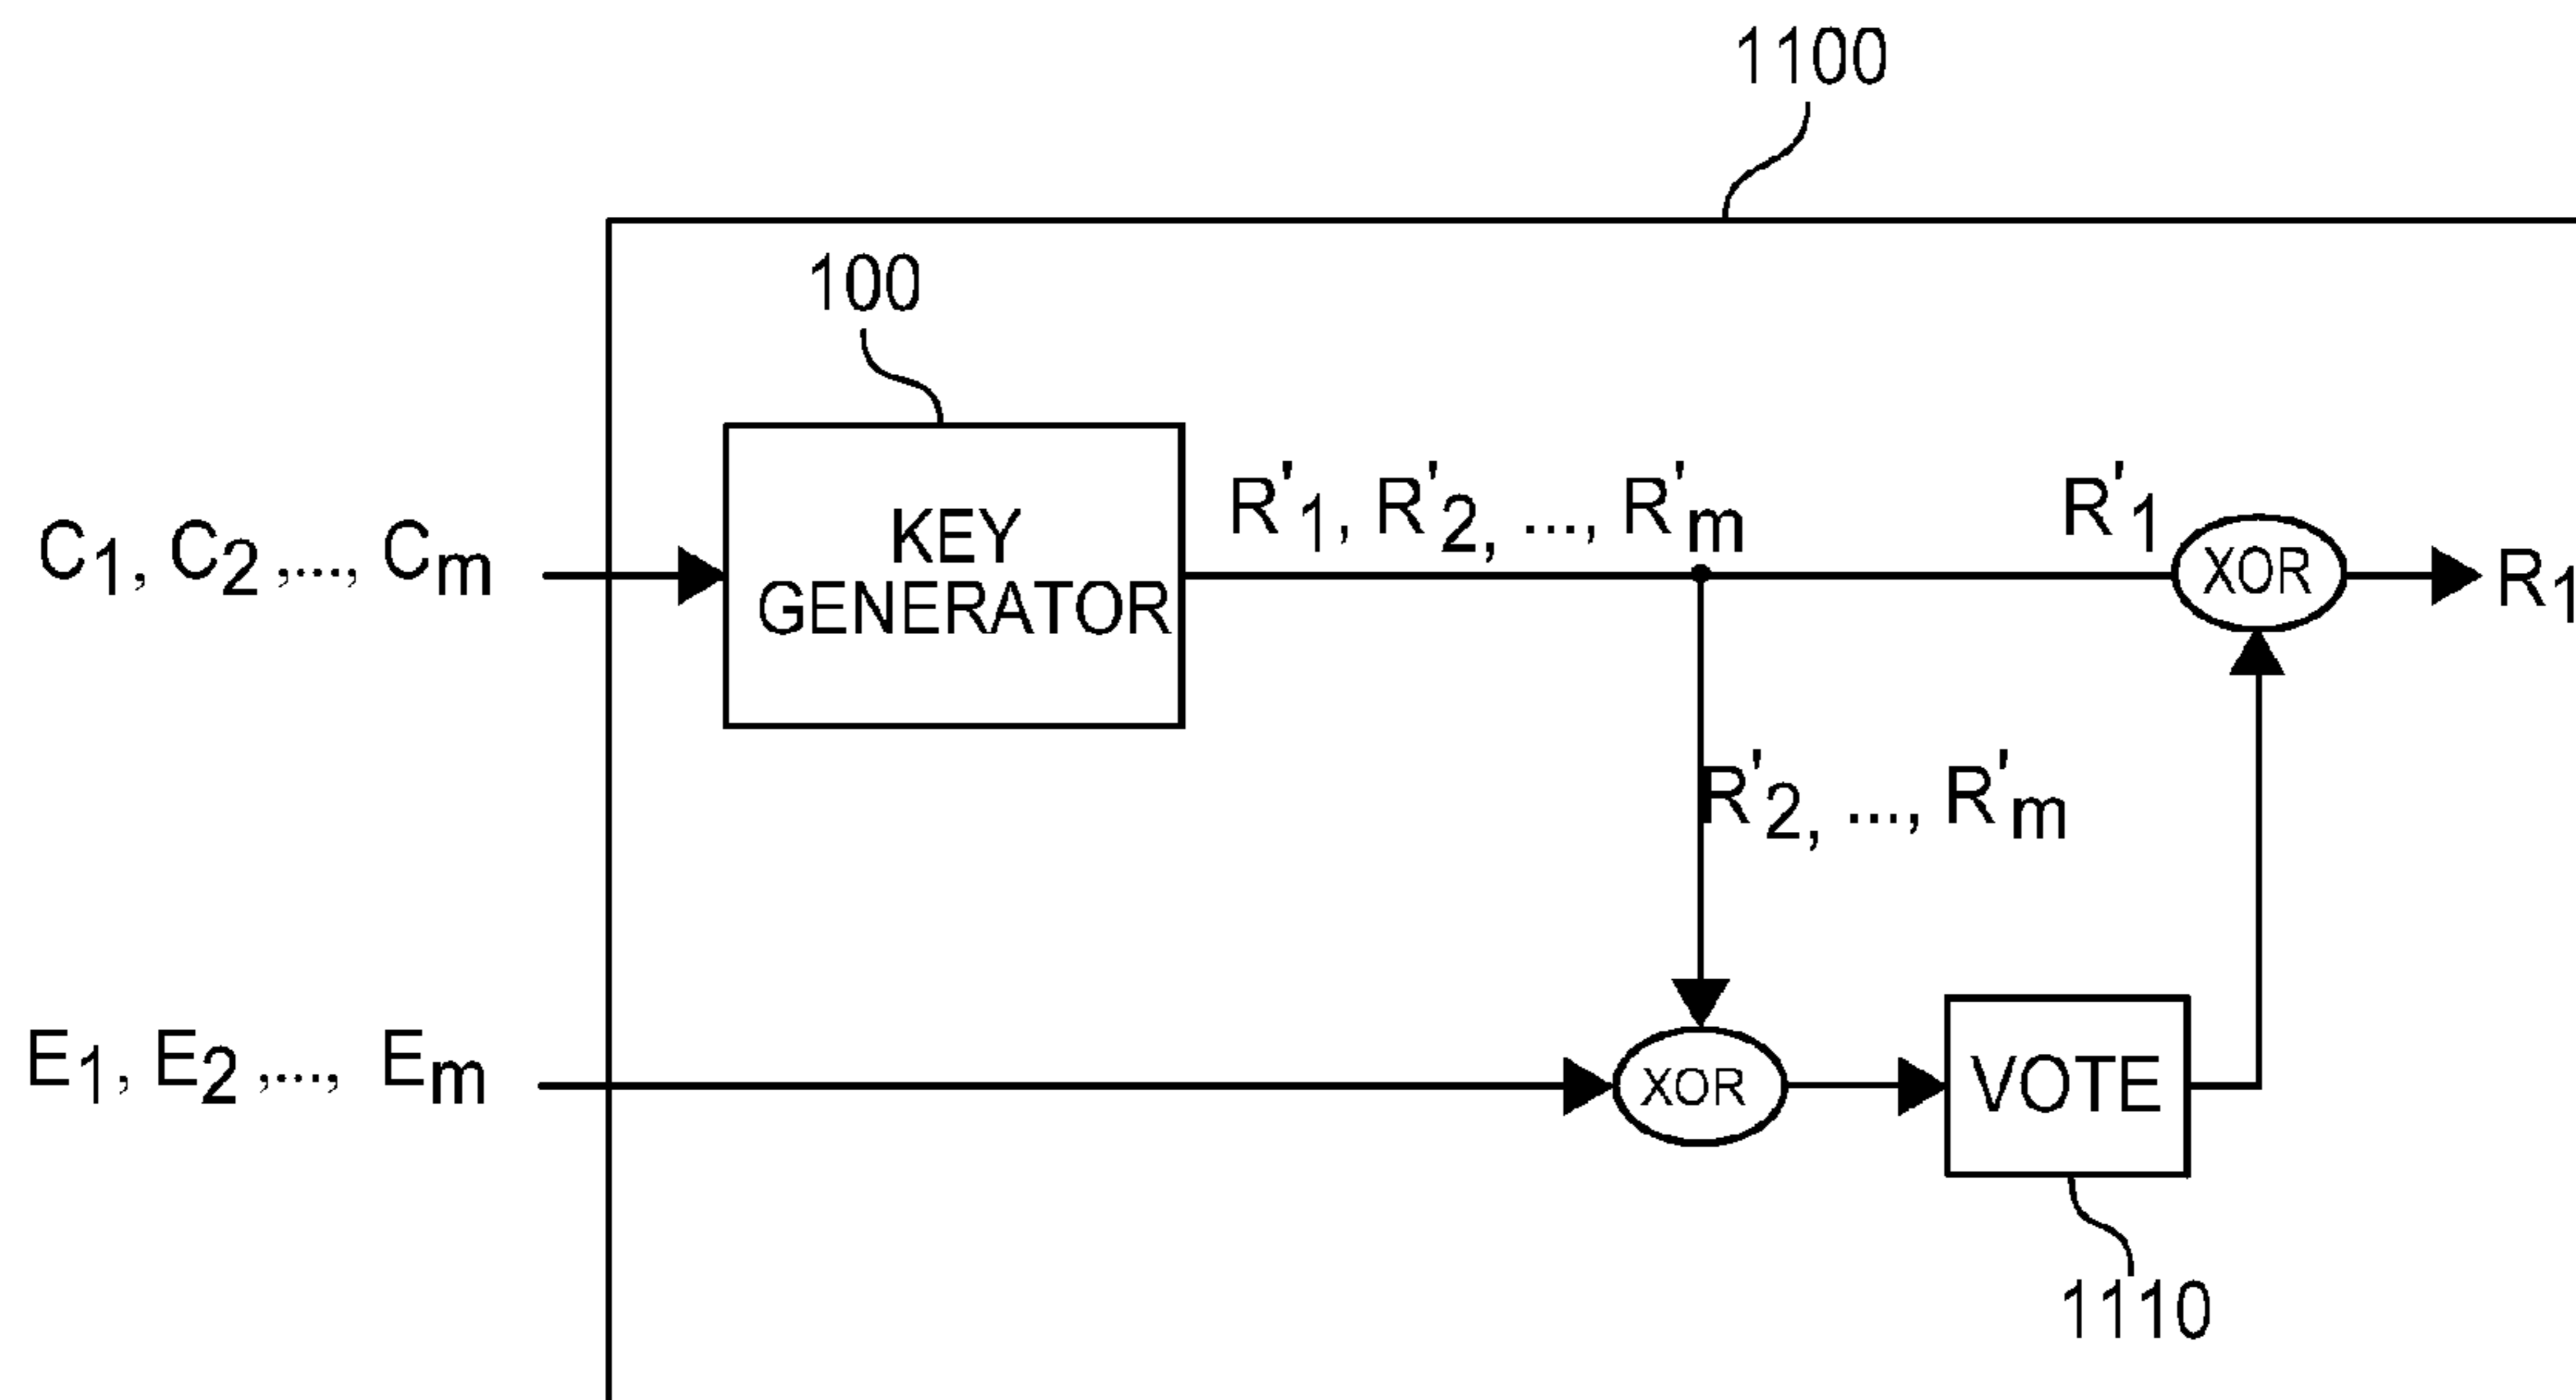 1100
100
KEY
GENERATOR
C1, C2 ,..., Cm
R'1, R'2, ..., R'm
R'1
XOR
R1
R'2, ..., R'm
E1, E2 ,..., Em
XOR
VOTE
1110